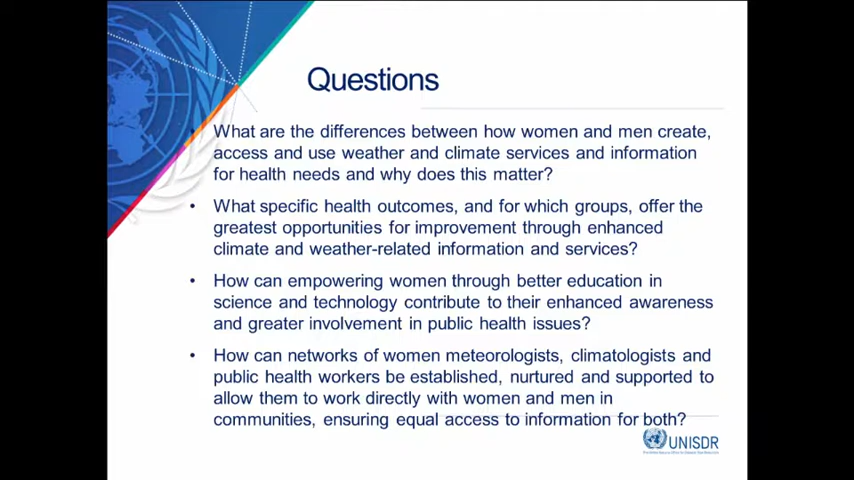 Questions
• What are the differences between how women and men create,
access and use weather and climate services and information
for health needs and why does this matter?
• What specific health outcomes, and for which groups, offer the
greatest opportunities for improvement through enhanced
climate and weather-related information and services?
• How can empowering women through better education in
science and technology contribute to their enhanced awareness
and greater involvement in public health issues?
• How can networks of women meteorologists, climatologists and
public health workers be established, nurtured and supported to
allow them to work directly with women and men in
communities, ensuring equal access to information for both?
UNISDR